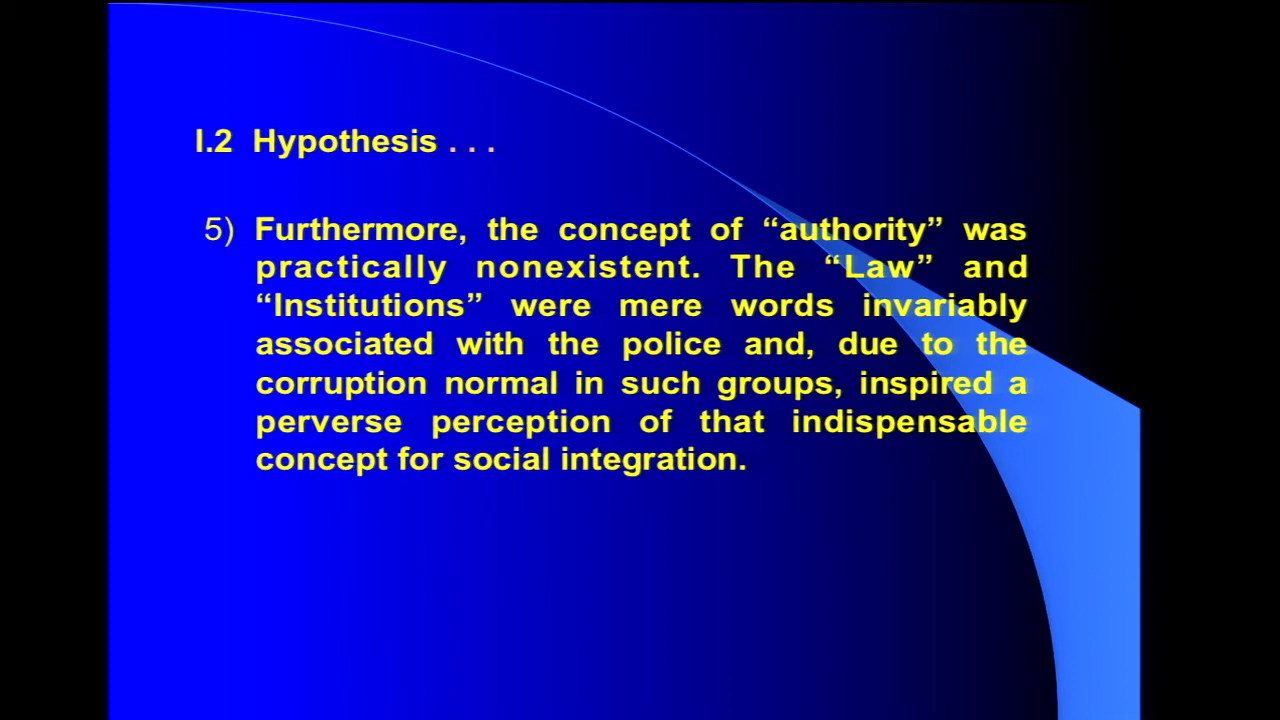 I.2 Hypothesis . . .
5) Furthermore, the concept of “authority” was
practically nonexistent. The “Law” and
“Institutions” were mere words invariably
associated with the police and, due to the
corruption normal in such groups, inspired a
perverse perception of that indispensable
concept for social integration.